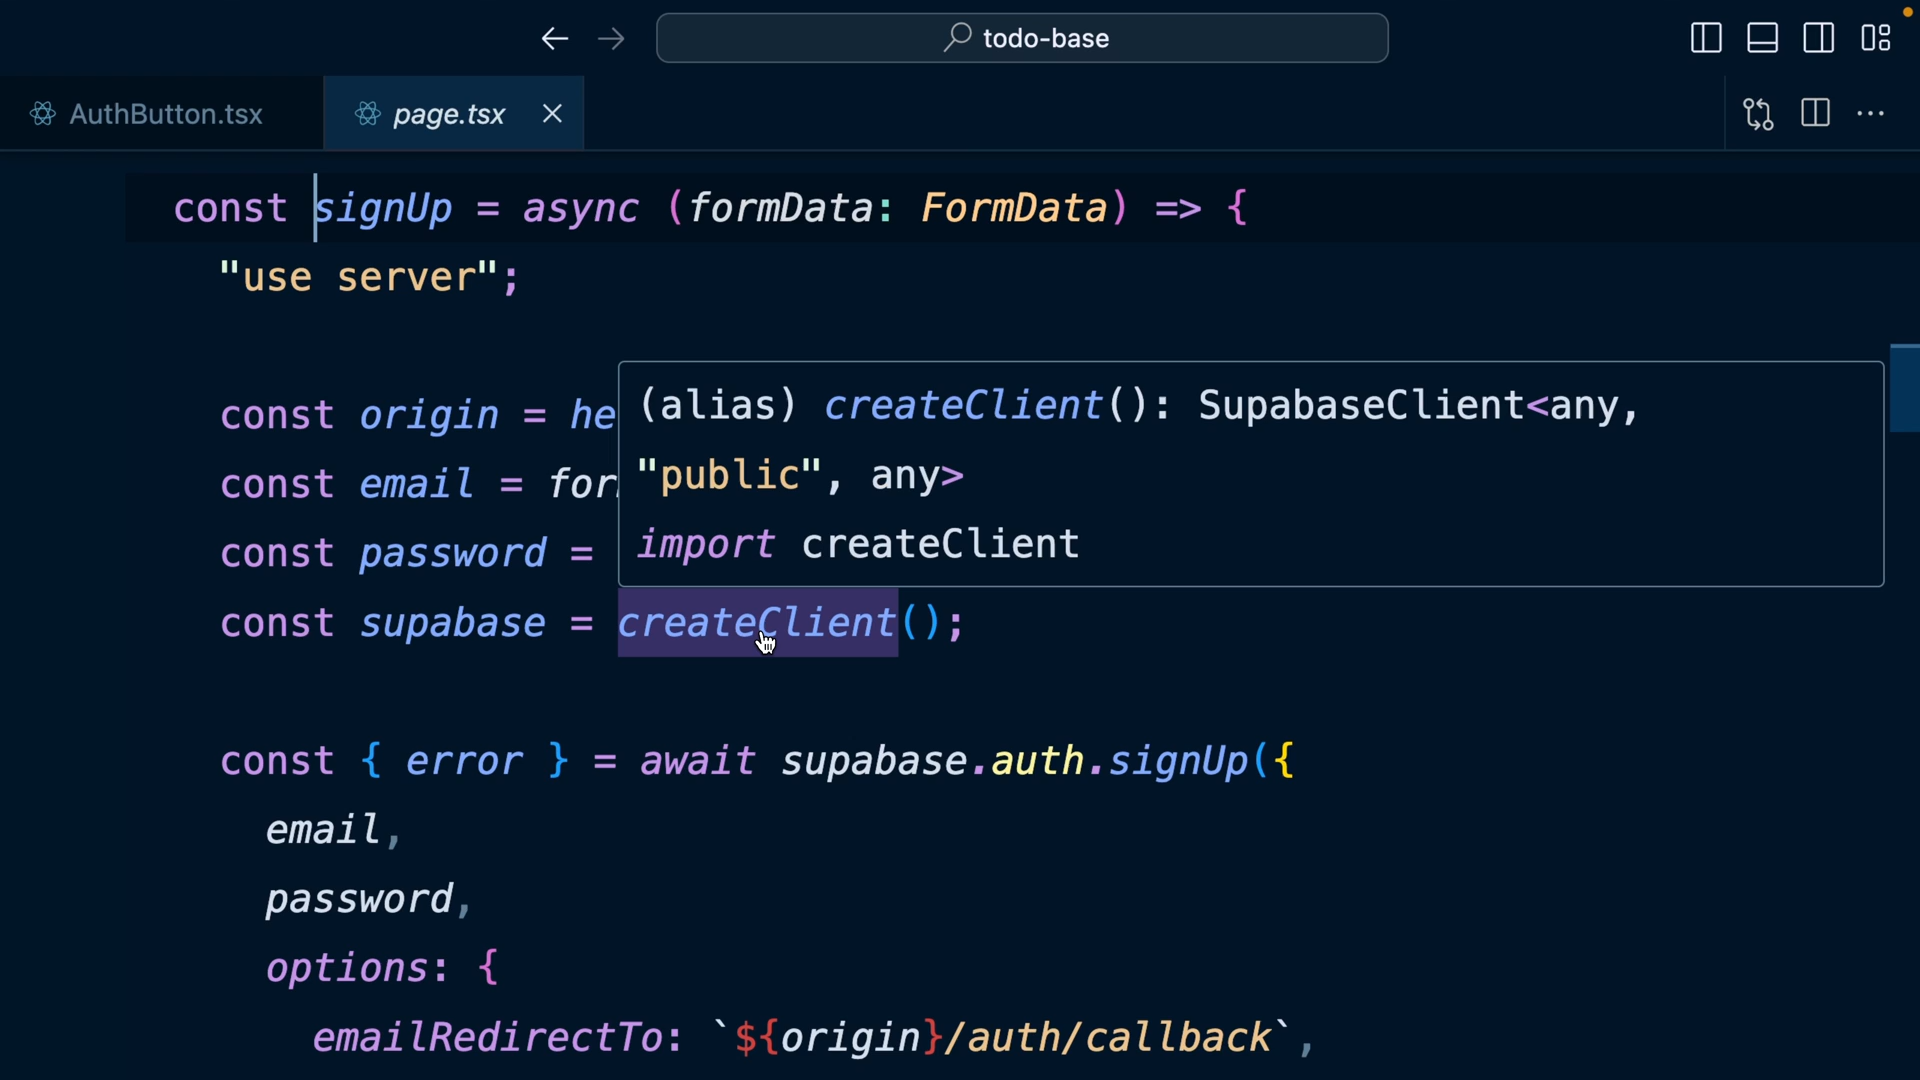 todo-base
AuthButton.tsx
page.tsx
const signUp = async (formData: FormData) => {
"use server";
const origin = he
const email = for
const password =
(alias) createClient(): SupabaseClient<any,
"public", any>
import createClient
const supabase = createClient();
const { error } = await supabase.auth.signUp({
email,
password,
options: {
emailRedirectTo: `${origin}/auth/callback`,